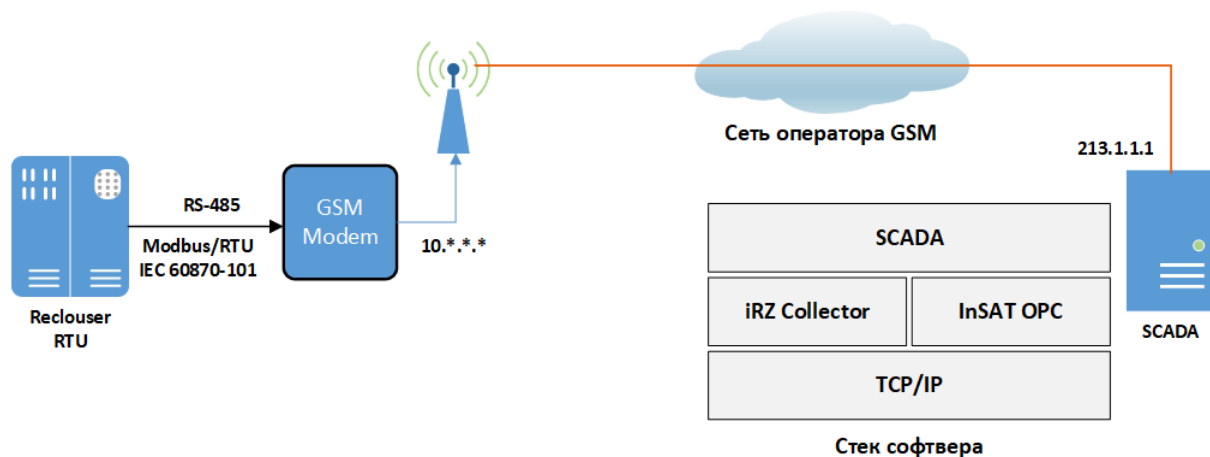 Сеть оператора GSM
213.1.1.1
RS-485
GSM
Modem
Modbus/RTU
IEC 60870-101
10.*.*.*
Reclouser
RTU
SCADA
iRZ Collector
InSAT OPC
TCP/IP
SCADA
Стек софтвера